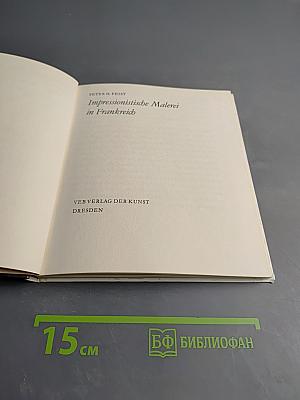 PETER H. FEIST
Impressionistische Malerei
in Frankreich
VEB VERLAG DER KUNST
DRESDEN
15 см
БФ БИБЛИОФАН